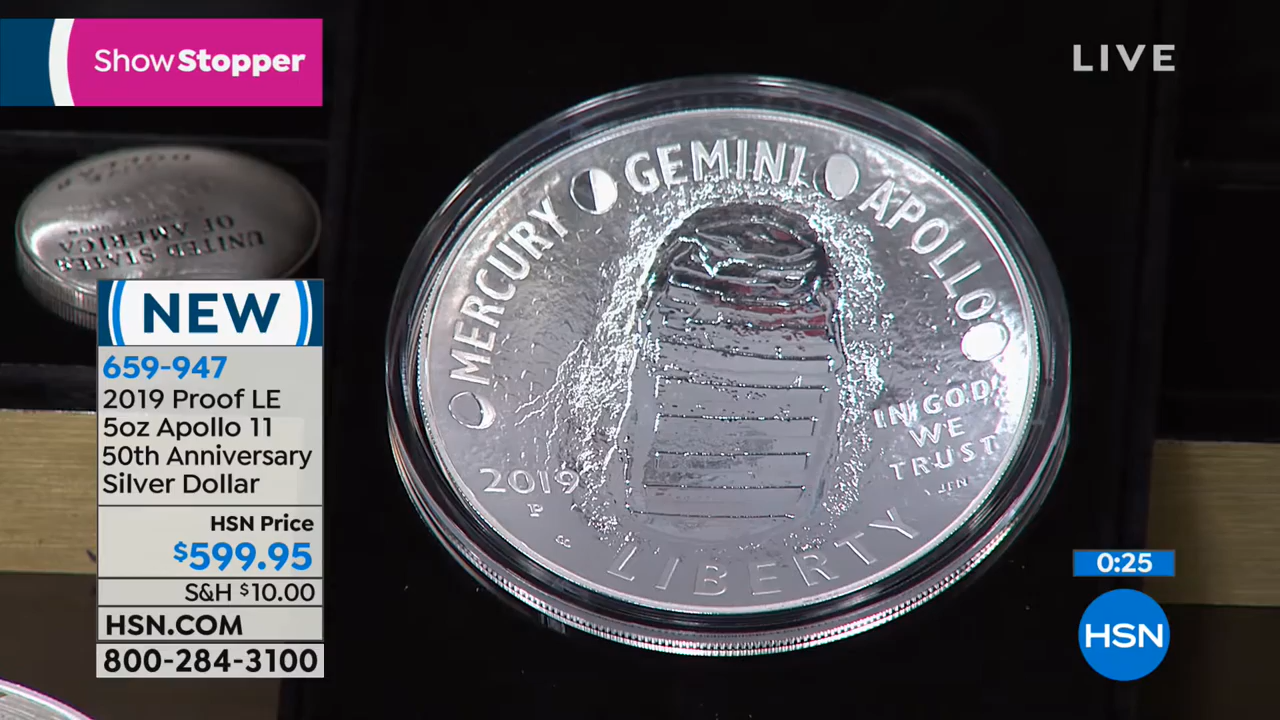 ShowStopper
LIVE
NEW
659-947
2019 Proof LE
5oz Apollo 11
50th Anniversary
Silver Dollar
HSN Price
$599.95
S&H $10.00
HSN.COM
800-284-3100
MERCURY GEMINI APOLLO
IN GOD
WE
TRUST
JFN
2019
P
LIBERTY
UNITED STATES
OF AMERICA
0:25
HSN